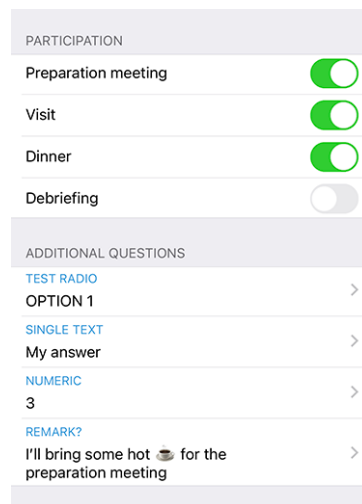 PARTICIPATION
Preparation meeting
Visit
Dinner
Debriefing
ADDITIONAL QUESTIONS
TEST RADIO
OPTION 1
SINGLE TEXT
My answer
NUMERIC
3
REMARK?
I'll bring some hot ☕ for the
preparation meeting